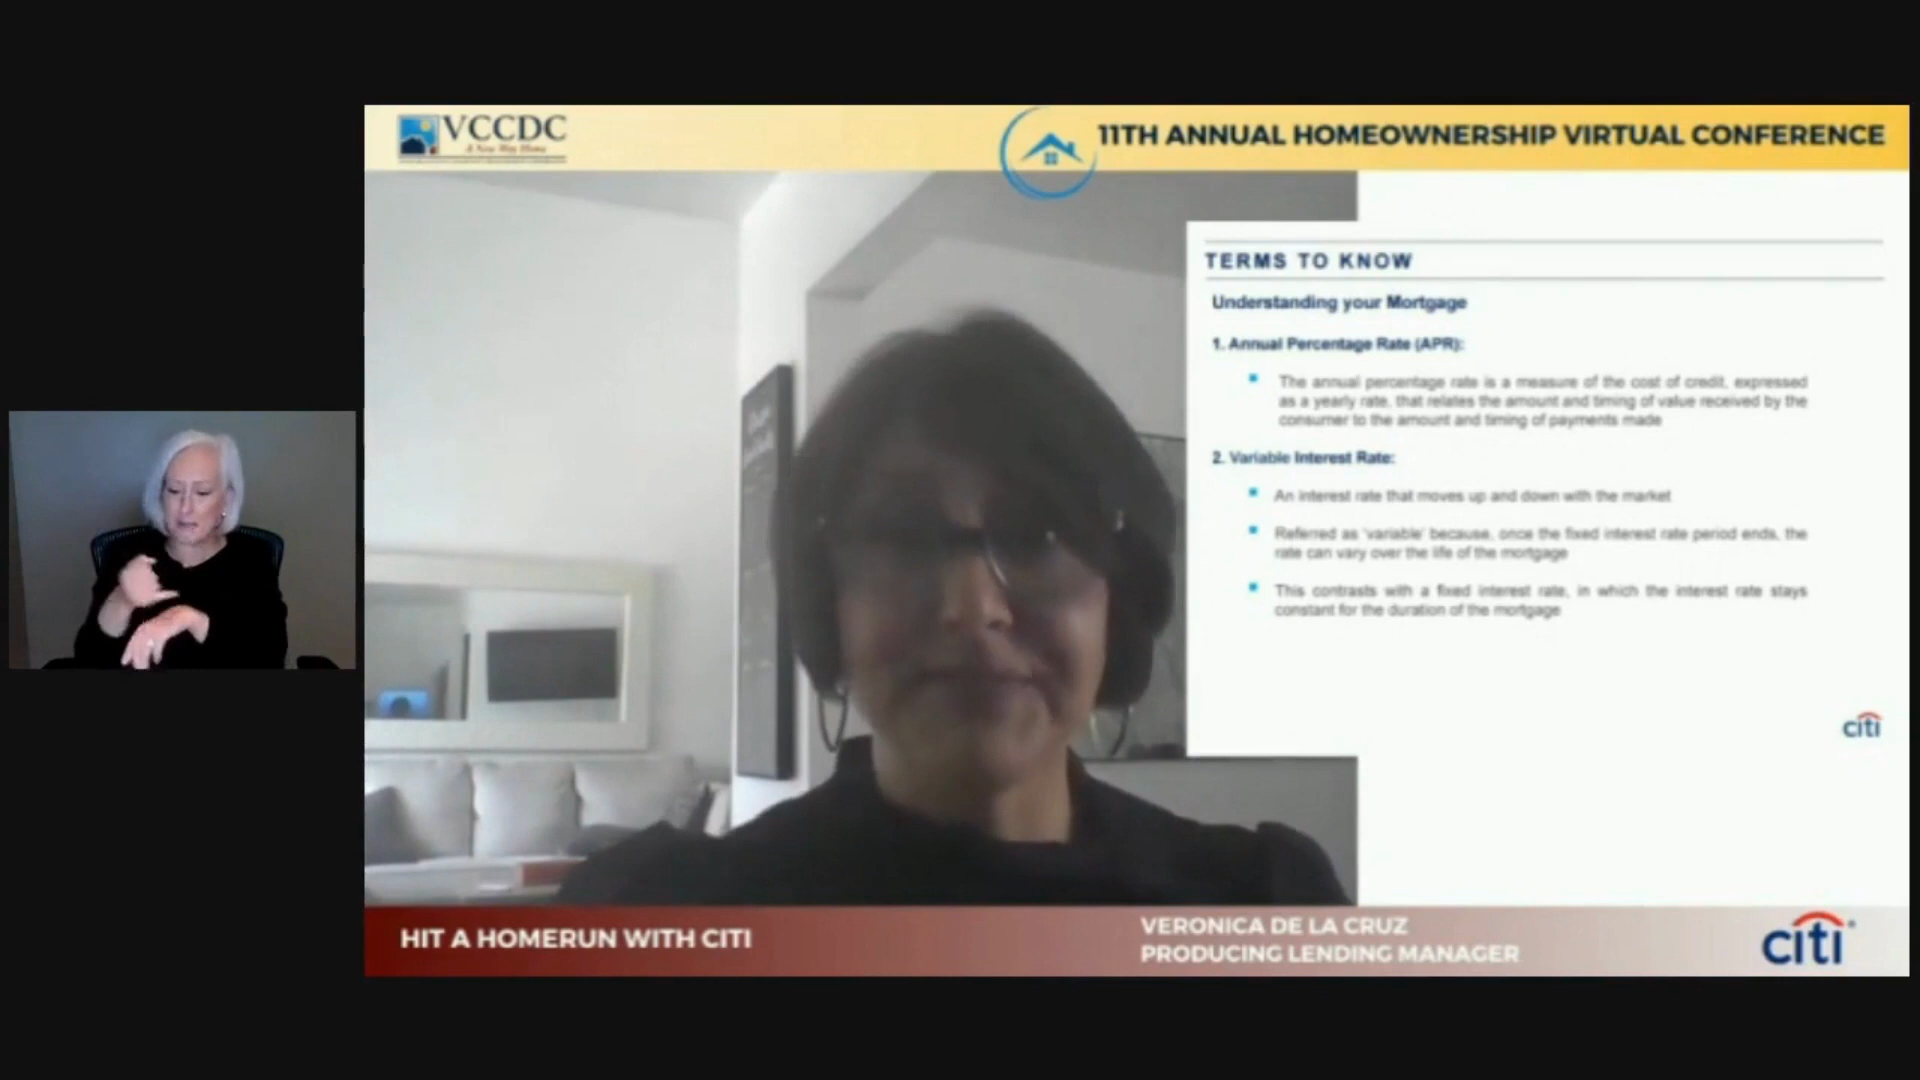 VCCDC
A New Way Home
11TH ANNUAL HOMEOWNERSHIP VIRTUAL CONFERENCE
TERMS TO KNOW
Understanding your Mortgage
1. Annual Percentage Rate (APR):
The annual percentage rate is a measure of the cost of credit, expressed
as a yearly rate, that relates the amount and timing of value received by the
consumer to the amount and timing of payments made
2. Variable Interest Rate:
An interest rate that moves up and down with the market
Referred as 'variable' because, once the fixed interest rate period ends, the
rate can vary over the life of the mortgage
This contrasts with a fixed interest rate, in which the interest rate stays
constant for the duration of the mortgage
citi
HIT A HOMERUN WITH CITI
VERONICA DE LA CRUZ
PRODUCING LENDING MANAGER
citi